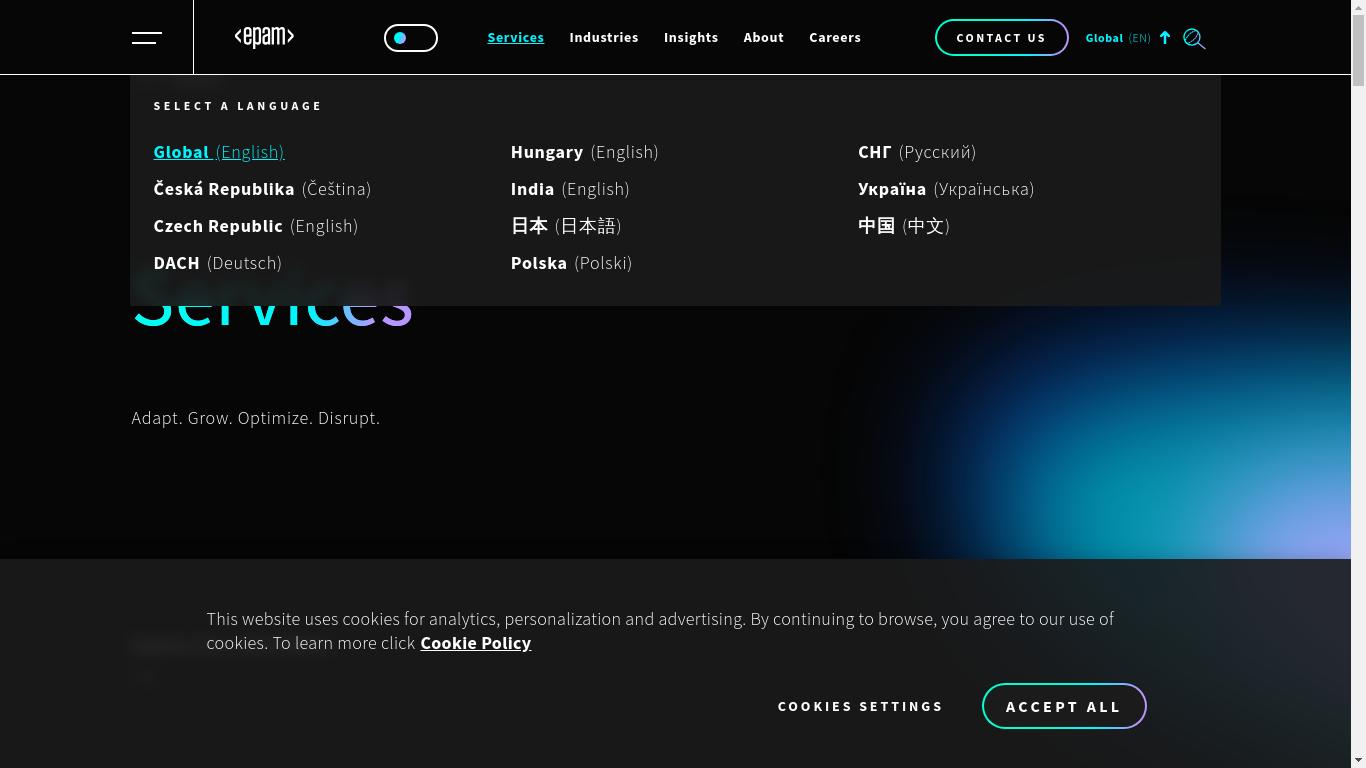 <epam>
Services
Industries
Insights
About
Careers
CONTACT US
Global (EN)
SELECT A LANGUAGE
Global (English)
Česká Republika (Čeština)
Czech Republic (English)
DACH (Deutsch)
Hungary (English)
India (English)
日本 (日本語)
Polska (Polski)
СНГ (Русский)
Україна (Українська)
中国 (中文)
Services
Adapt. Grow. Optimize. Disrupt.
This website uses cookies for analytics, personalization and advertising. By continuing to browse, you agree to our use of
cookies. To learn more click Cookie Policy
COOKIES SETTINGS
ACCEPT ALL